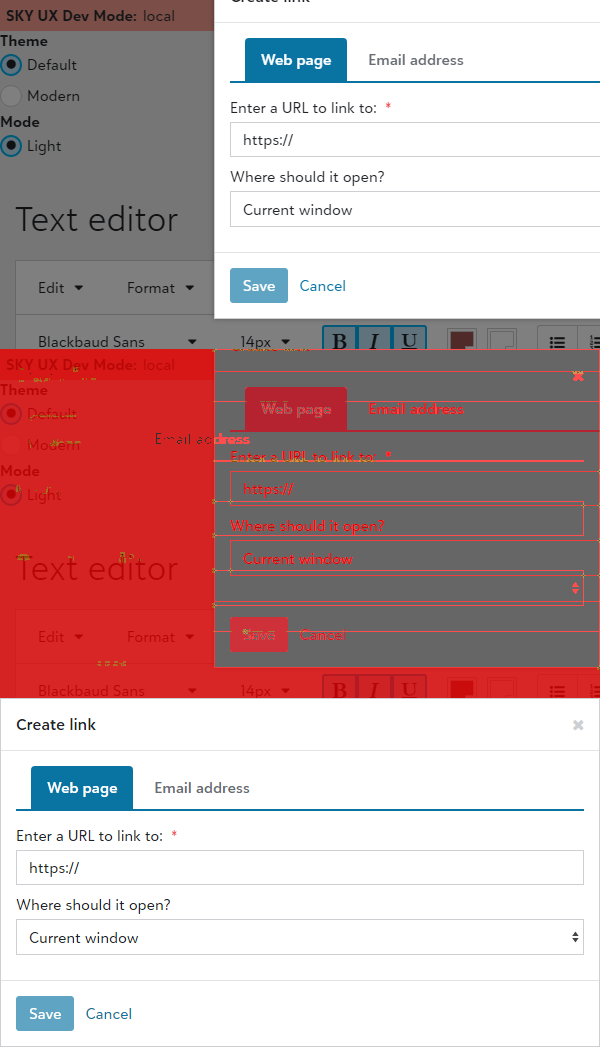 Create link
SKY UX Dev Mode: local
Theme
Default
Web page Email address
Modern
Enter a URL to link to: *
Mode
Light
https://
Where should it open?
Current window
Text editor
Edit Format
Save Cancel
Blackbaud Sans 14px B I U
SKY UX Dev Mode: local
Theme
Default
Web page Email address
Modern
Email address
Enter a URL to link to: *
Mode
Light
https://
Where should it open?
Current window
Text editor
Edit Format
Save Cancel
Blackbaud Sans 14px B I U
Create link
Web page Email address
Enter a URL to link to: *
https://
Where should it open?
Current window
Save Cancel